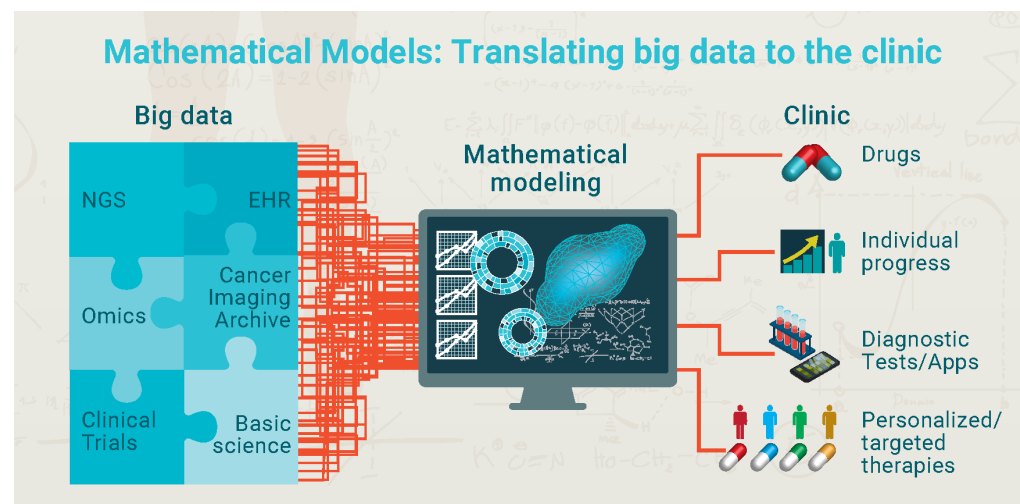 Mathematical Models: Translating big data to the clinic
Big data
NGS
EHR
Omics
Cancer
Imaging
Archive
Clinical
Trials
Basic
science
Mathematical
modeling
Clinic
Drugs
Individual
progress
Diagnostic
Tests/Apps
Personalized/
targeted
therapies